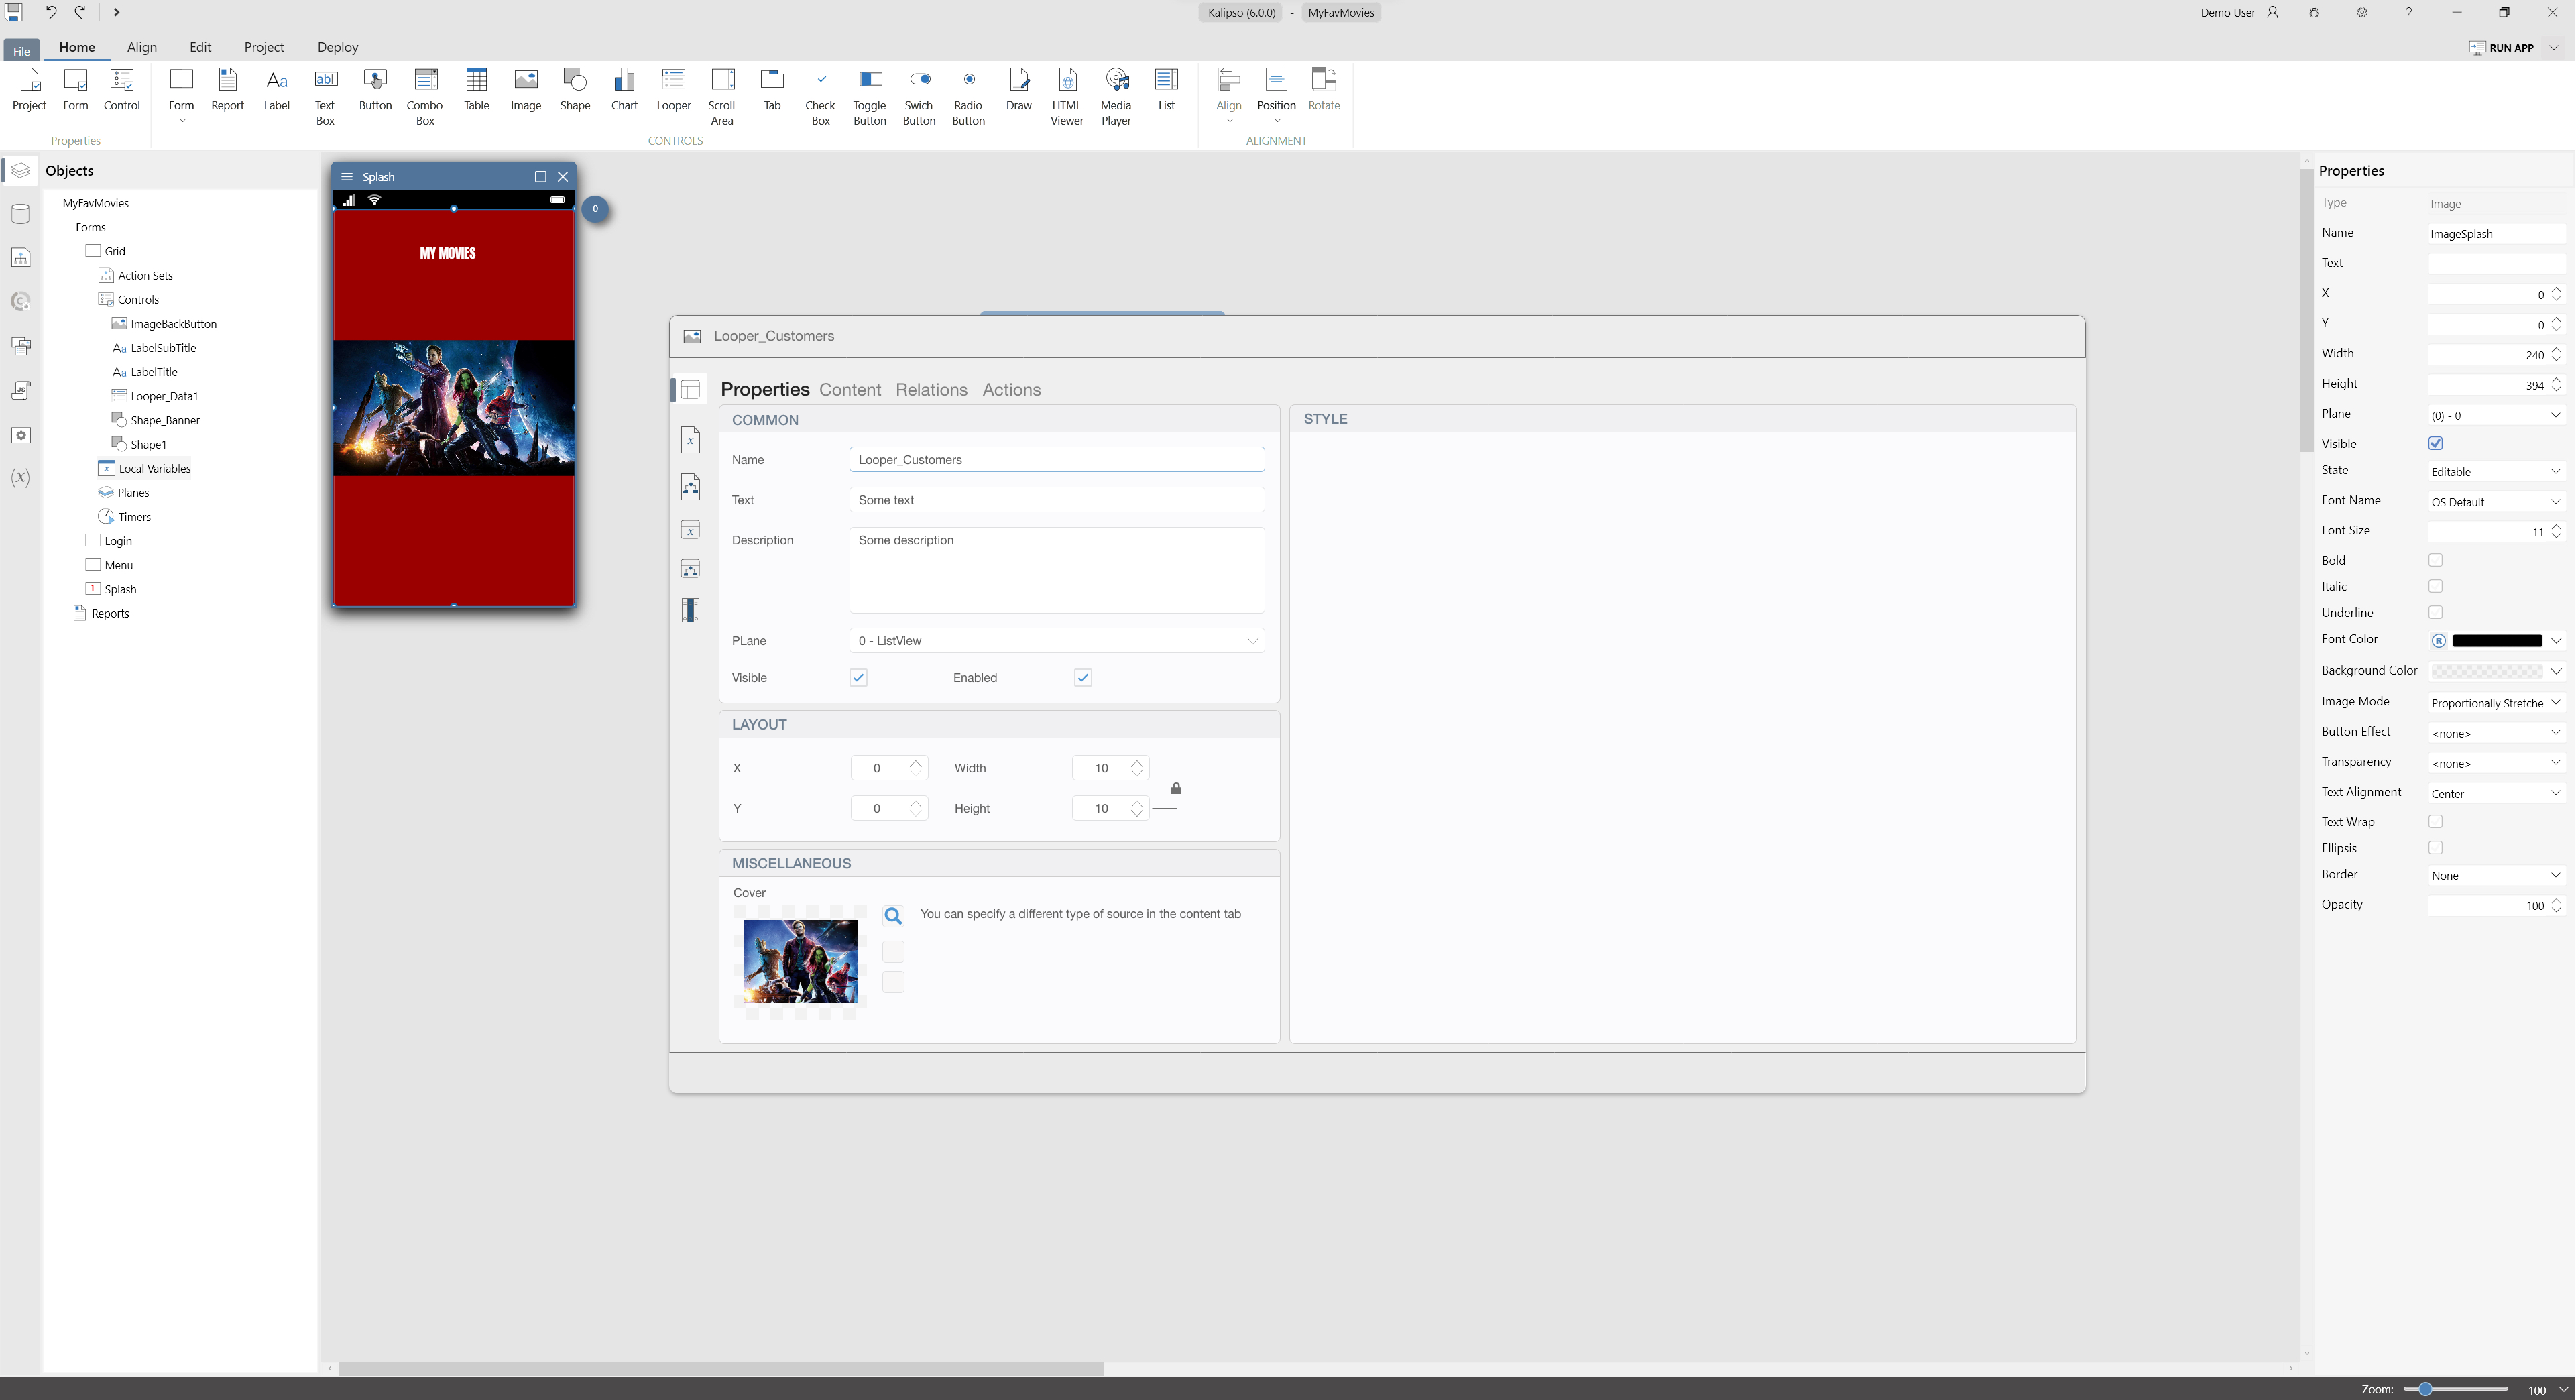 Kalipso (6.0.0) - MyFavMovies
Demo User
File Home Align Edit Project Deploy
RUN APP
Project Form Control
Properties
Form Report Label Text Box Button Combo Box Table Image Shape Chart Looper Scroll Area Tab Check Box Toggle Button Swich Button Radio Button Draw HTML Viewer Media Player List
CONTROLS
Align Position Rotate
ALIGNMENT
Objects
MyFavMovies
Forms
Grid
Action Sets
Controls
ImageBackButton
Aa LabelSubTitle
Aa LabelTitle
Looper_Data1
Shape_Banner
Shape1
Local Variables
Planes
Timers
Login
Menu
1 Splash
Reports
Splash
0
MY MOVIES
Looper_Customers
Properties Content Relations Actions
COMMON
Name Looper_Customers
Text Some text
Description Some description
PLane 0 - ListView
Visible Enabled
LAYOUT
X 0 Width 10
Y 0 Height 10
MISCELLANEOUS
Cover
You can specify a different type of source in the content tab
STYLE
Properties
Type Image
Name ImageSplash
Text
X 0
Y 0
Width 240
Height 394
Plane (0) - 0
Visible
State Editable
Font Name OS Default
Font Size 11
Bold
Italic
Underline
Font Color R
Background Color
Image Mode Proportionally Stretche
Button Effect <none>
Transparency <none>
Text Alignment Center
Text Wrap
Ellipsis
Border None
Opacity 100
Zoom: 100